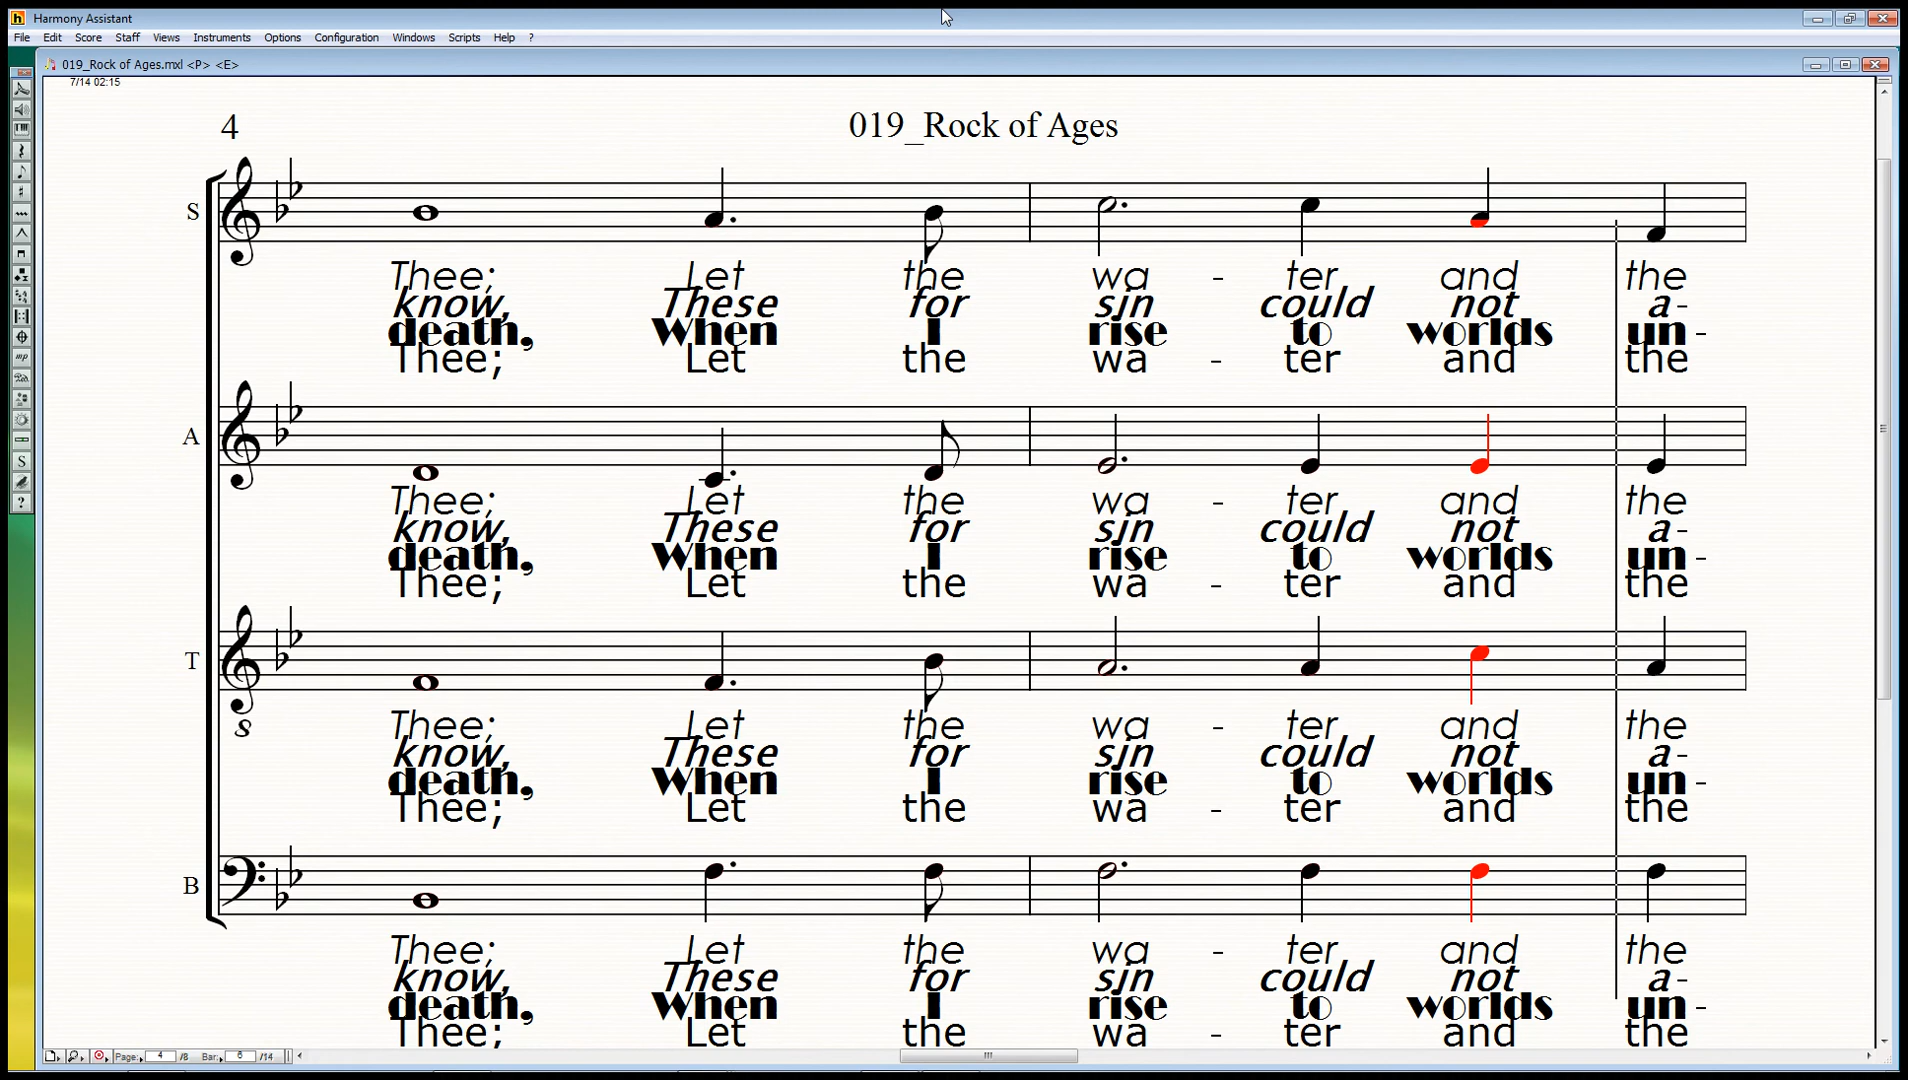 Harmony Assistant
File Edit Score Staff Views Instruments Options Configuration Windows Scripts Help ?
019_Rock of Ages.mxl <P> <E>
7/14 02:15
4 019_Rock of Ages
S
Thee; Let the wa - ter and the
know, These for sin could not a-
death, When I rise to worlds un-
Thee; Let the wa - ter and the
A
Thee; Let the wa - ter and the
know, These for sin could not a-
death, When I rise to worlds un-
Thee; Let the wa - ter and the
T
8
Thee; Let the wa - ter and the
know, These for sin could not a-
death, When I rise to worlds un-
Thee; Let the wa - ter and the
B
Thee; Let the wa - ter and the
know, These for sin could not a-
death, When I rise to worlds un-
Thee; Let the wa - ter and the
Page: 4 /8 Bar: 6 /14